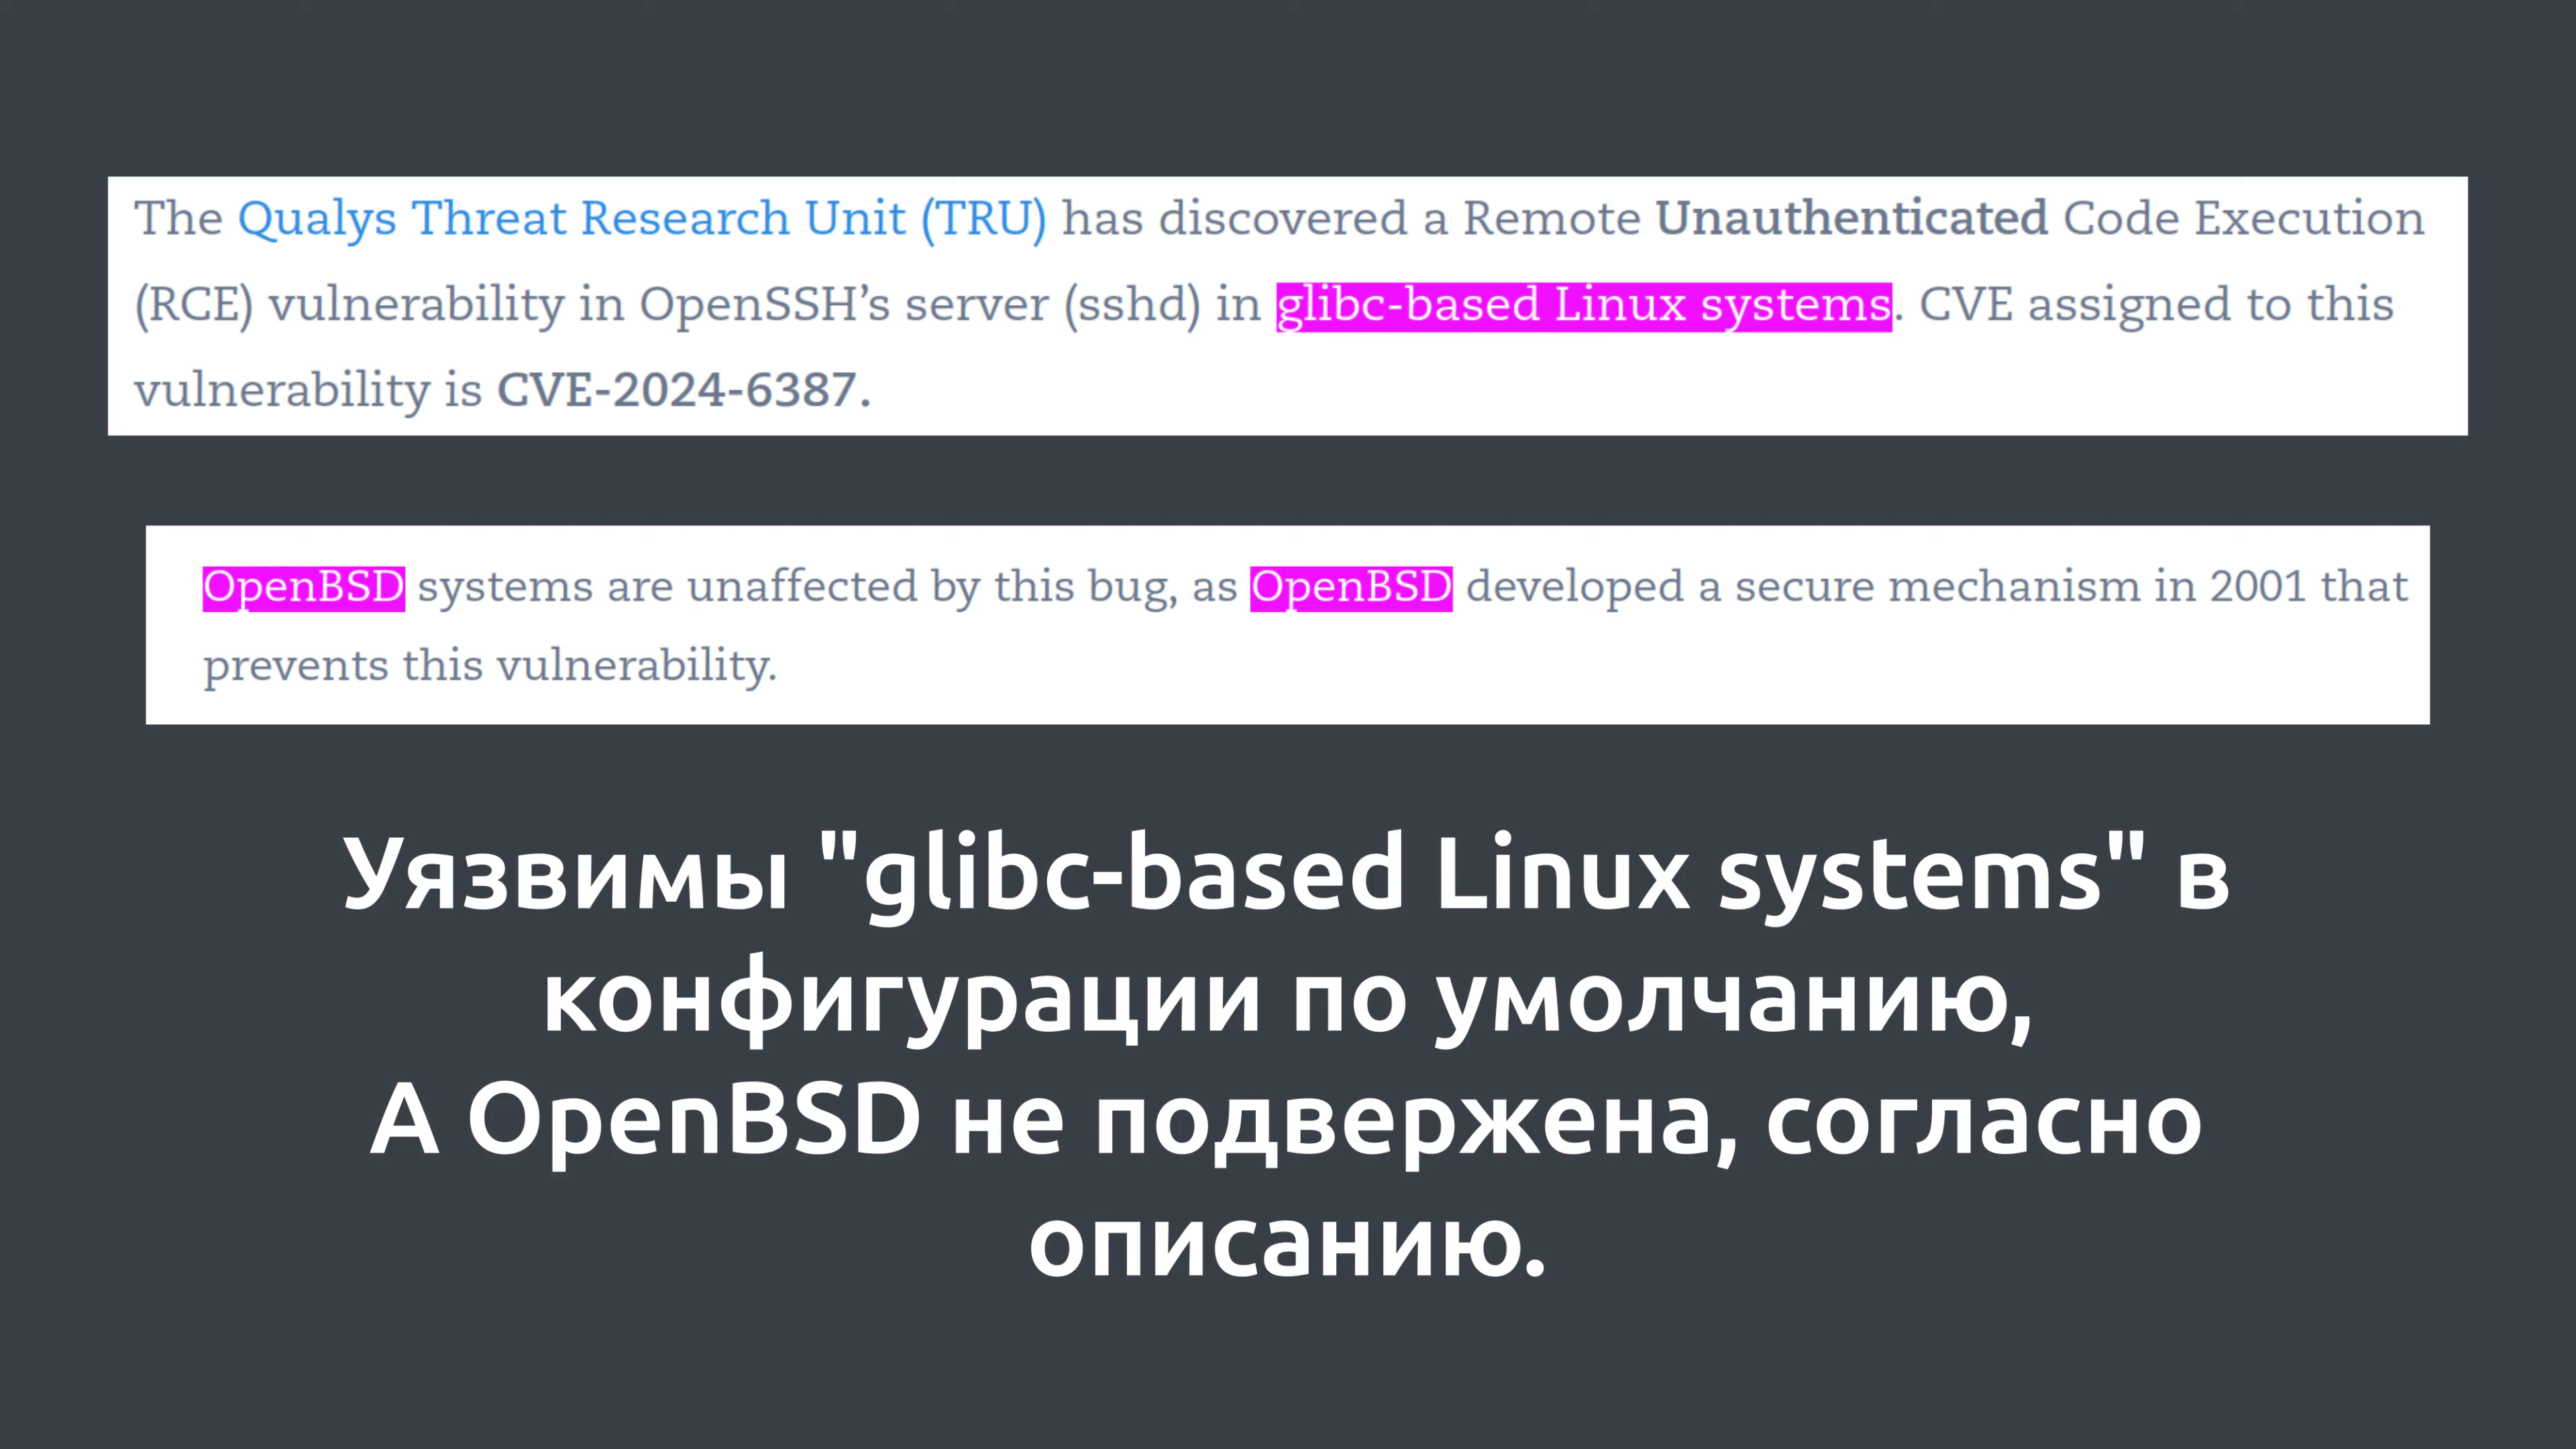 The Qualys Threat Research Unit (TRU) has discovered a Remote Unauthenticated Code Execution
(RCE) vulnerability in OpenSSH’s server (sshd) in glibc-based Linux systems. CVE assigned to this
vulnerability is CVE-2024-6387.
OpenBSD systems are unaffected by this bug, as OpenBSD developed a secure mechanism in 2001 that
prevents this vulnerability.
Уязвимы "glibc-based Linux systems" в
конфигурации по умолчанию,
А OpenBSD не подвержена, согласно
описанию.